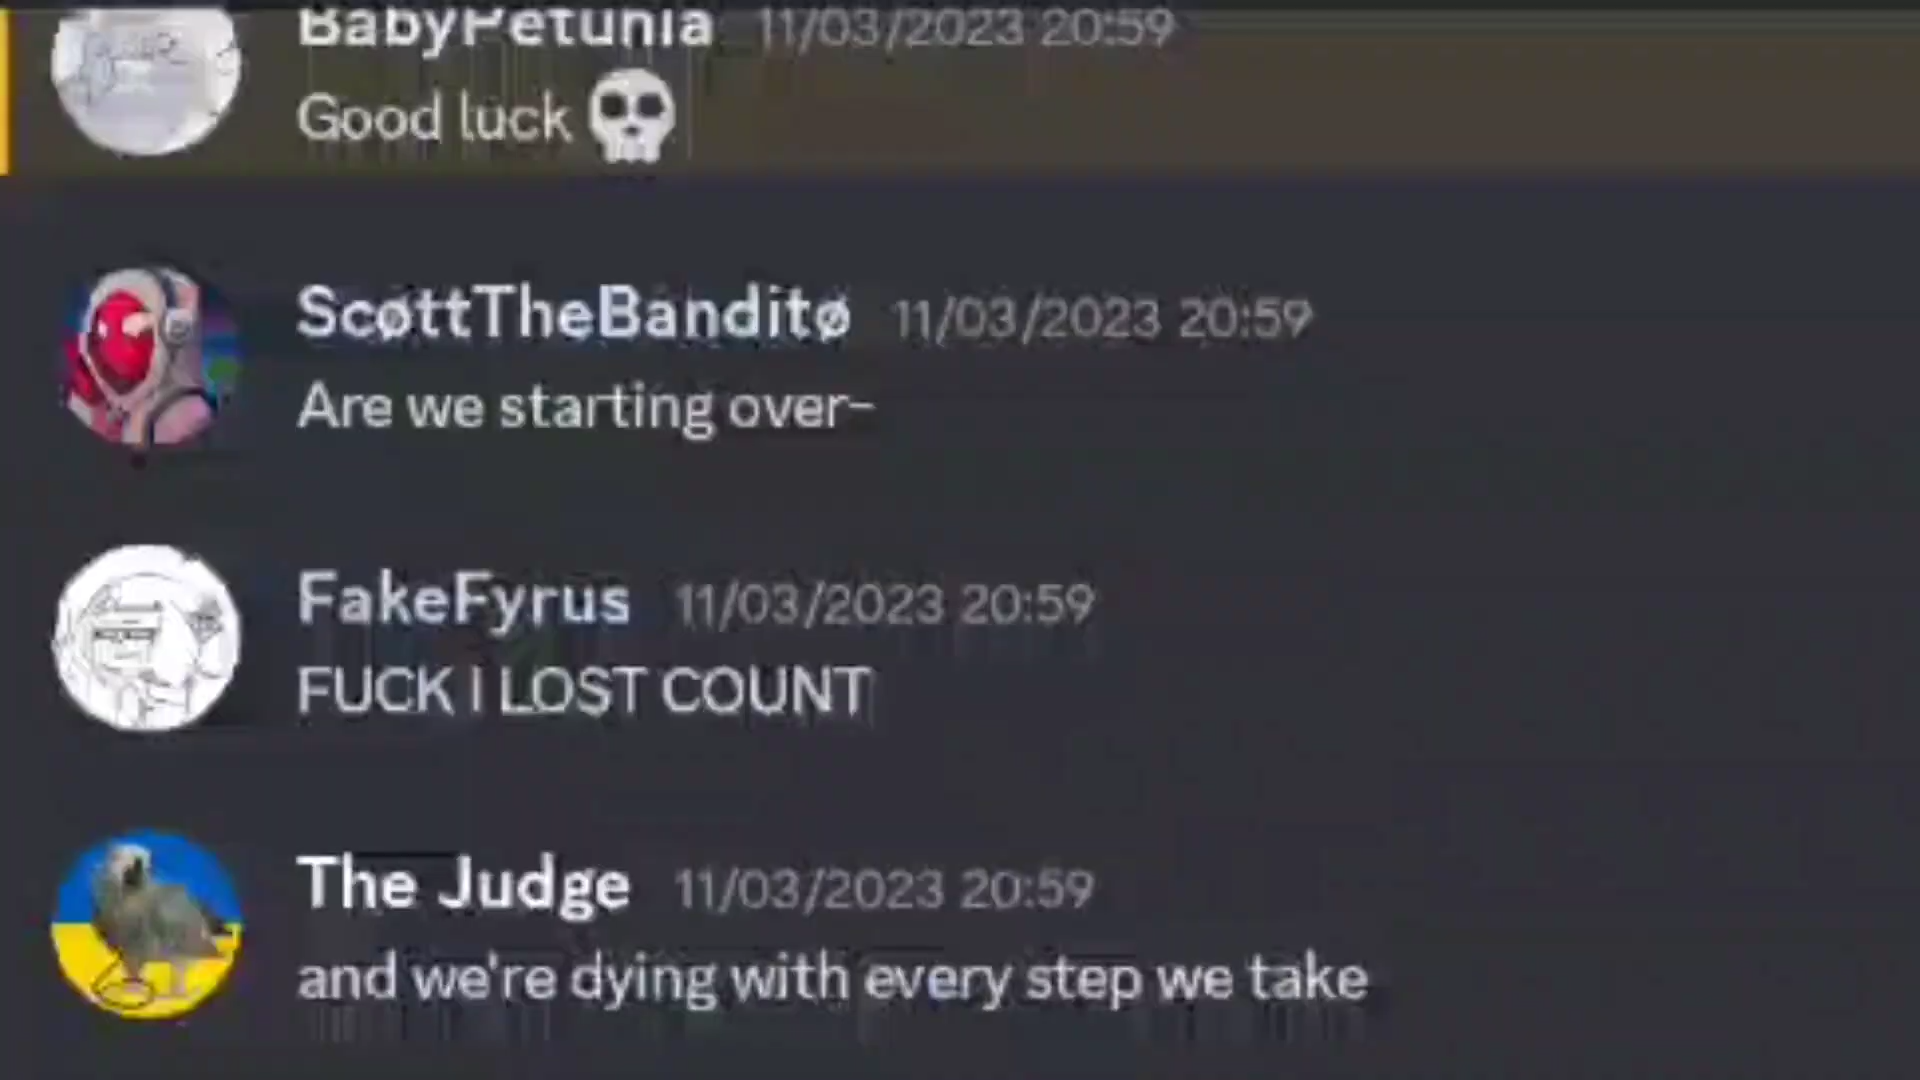 BabyPetunia 11/03/2023 20:59
Good luck 💀
ScøttTheBanditø 11/03/2023 20:59
Are we starting over-
FakeFyrus 11/03/2023 20:59
FUCK I LOST COUNT
The Judge 11/03/2023 20:59
and we're dying with every step we take